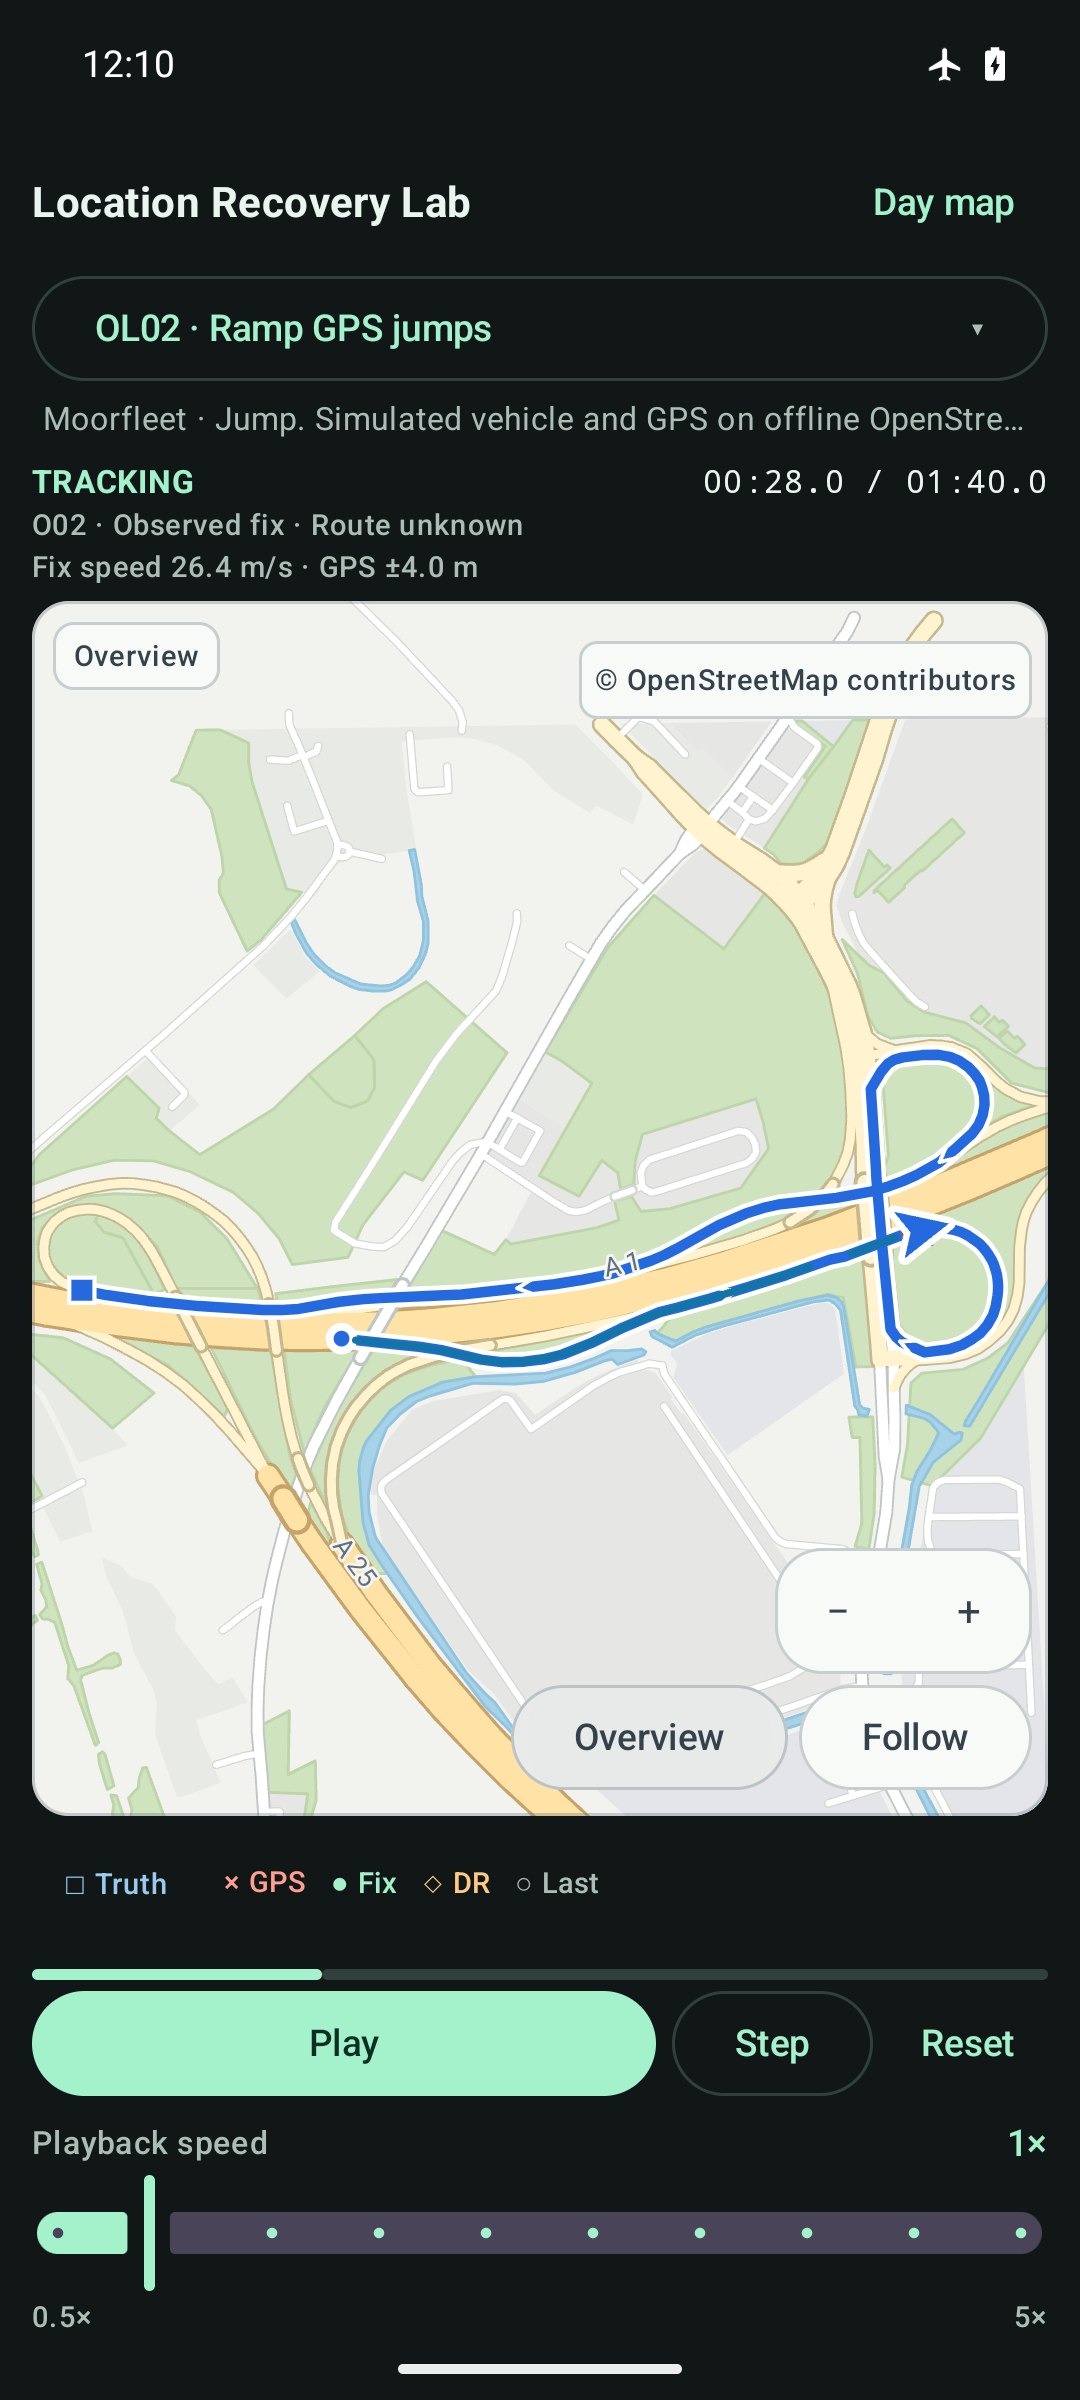 12:10
Location Recovery Lab
Day map
OL02 · Ramp GPS jumps
▾
Moorfleet · Jump. Simulated vehicle and GPS on offline OpenStre…
TRACKING
00:28.0 / 01:40.0
O02 · Observed fix · Route unknown
Fix speed 26.4 m/s · GPS ±4.0 m
Overview
© OpenStreetMap contributors
A 1
A 25
− +
Overview
Follow
□ Truth × GPS ● Fix ◇ DR ○ Last
Play
Step
Reset
Playback speed
1×
0.5×
5×